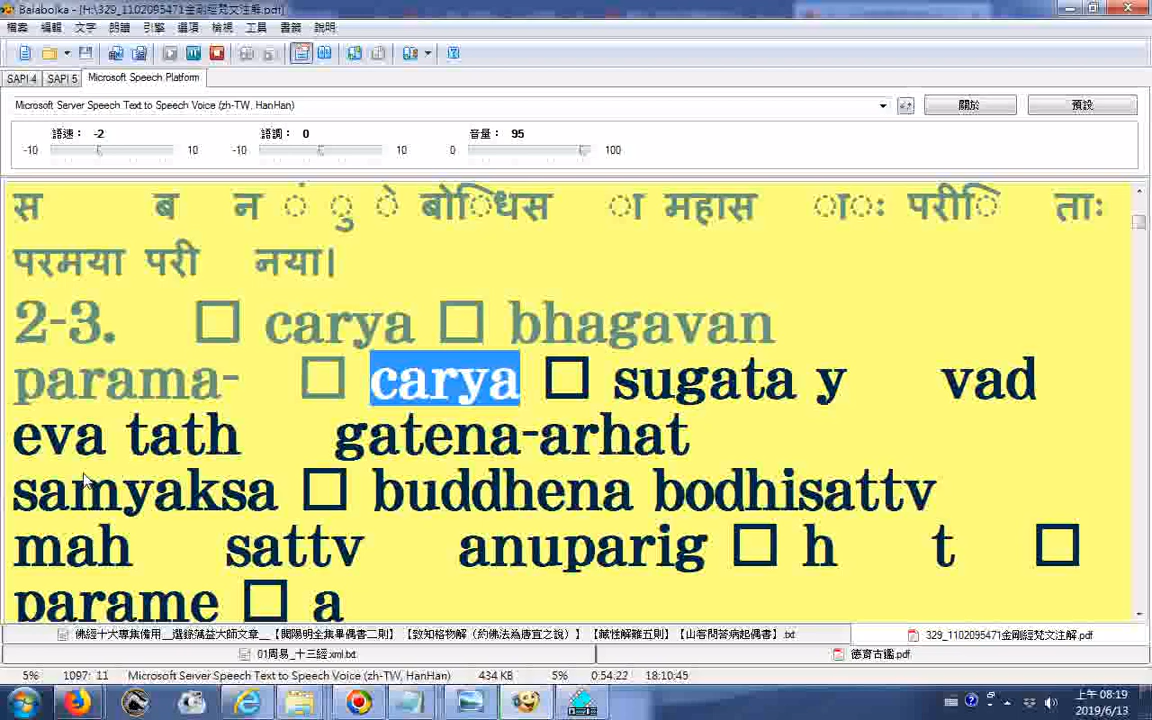 Balabolka - [H:\329_1102095471金剛經梵文注解.pdf]
檔案 編輯 文字 朗讀 引擎 選項 檢視 工具 書籤 說明
SAPI 4 SAPI 5 Microsoft Speech Platform
Microsoft Server Speech Text to Speech Voice (zh-TW, HanHan) 關於 預設
語速： -2 語調： 0 音量： 95
-10 10 -10 10 0 100
स ब न ं ु े बोिधस ा महास ाः परीि ताः
परमया परी नया।
2-3. □ carya □ bhagavan
parama- □ carya □ sugata y vad
eva tath gatena-arhat
samyaksa □ buddhena bodhisattv
mah sattv anuparig □ h t □
parame □ a
01周易_十三經.xml.txt 德育古鑑.pdf
329_1102095471金剛經梵文注解.pdf
5% 1097: 11 Microsoft Server Speech Text to Speech Voice (zh-TW, HanHan) 434 KB 5% 0:54:22 18:10:45
上午 08:19
2019/6/13